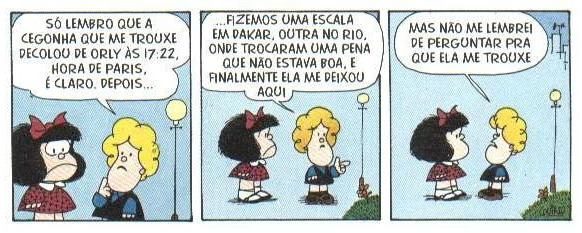 SÓ LEMBRO QUE A
CEGONHA QUE ME TROUXE
DECOLOU DE ORLY ÀS 17:22,
HORA DE PARIS,
É CLARO. DEPOIS...
...FIZEMOS UMA ESCALA
EM DAKAR, OUTRA NO RIO,
ONDE TROCARAM UMA PENA
QUE NÃO ESTAVA BOA, E
FINALMENTE ELA ME DEIXOU
AQUI
MAS NÃO ME LEMBREI
DE PERGUNTAR PRA
QUE ELA ME TROUXE